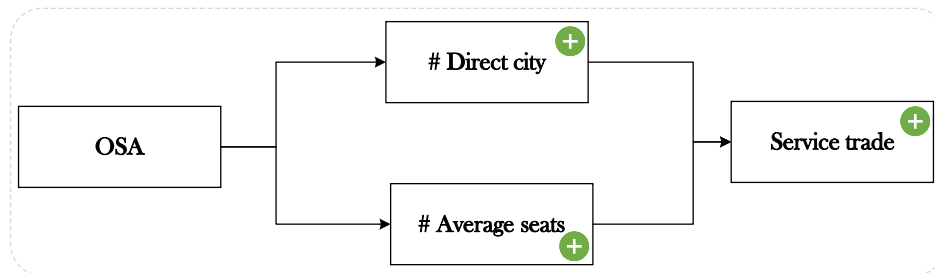 # Direct city
OSA
Service trade
# Average seats